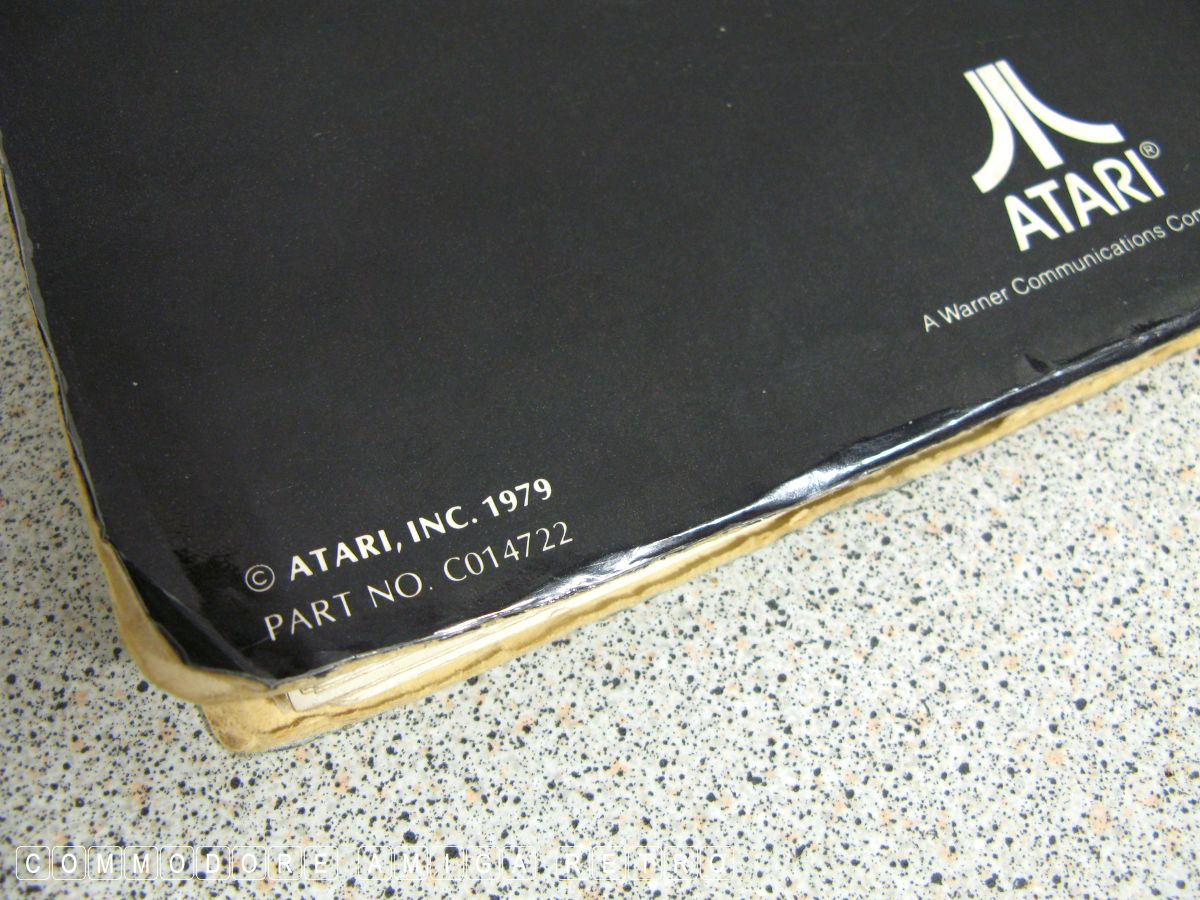 ATARI®
A Warner Communications
© ATARI, INC. 1979
PART NO. C014722
COMMODORE AMIGA RETRO